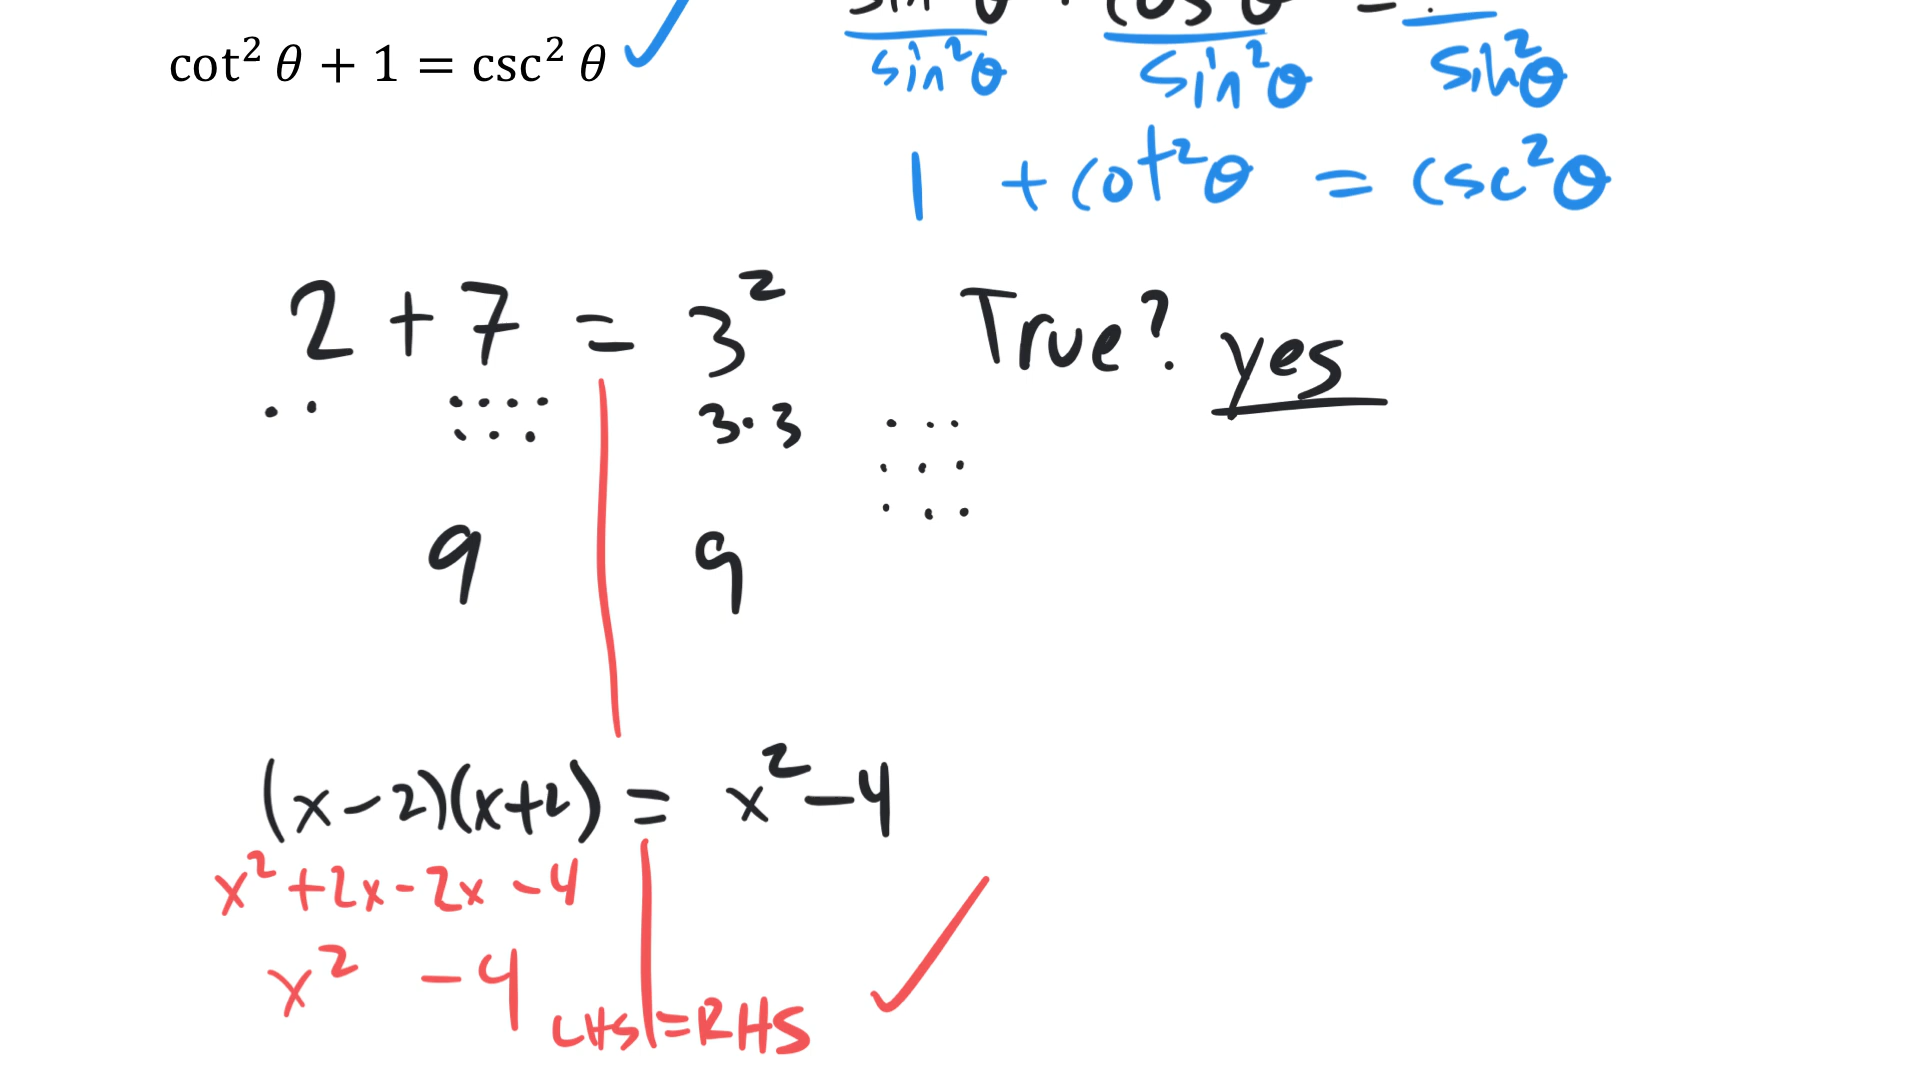 cot² θ + 1 = csc² θ
sin²θ sin²θ sin²θ
1 + cot²θ = csc²θ
2 + 7 = 3² True? yes
3·3
9 9
(x-2)(x+2) = x²-4
x²+2x-2x-4
x² -4
LHS = RHS